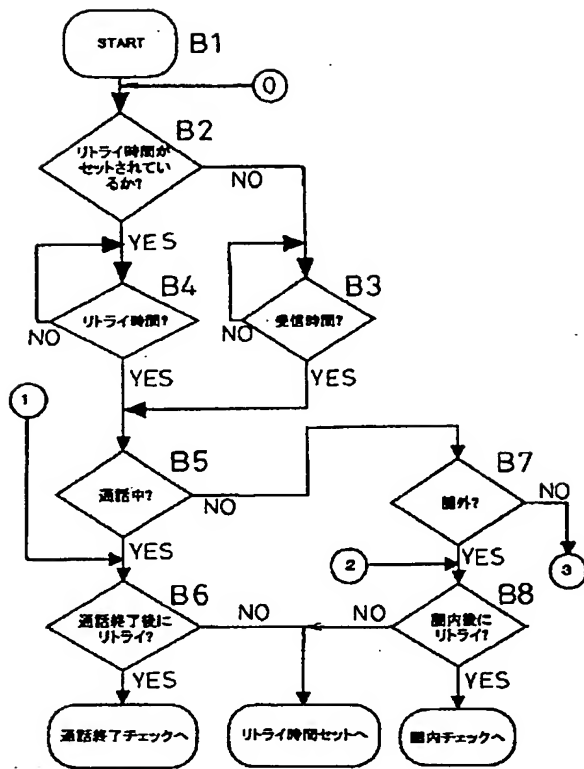 START
B1
0
B2
リトライ時間が
セットされてい
るか?
NO
YES
B4
リトライ時間?
NO
YES
B3
受信時間?
NO
YES
1
B5
通話中?
NO
YES
B7
圏外?
NO
YES
2
3
B6
通話終了後に
リトライ?
NO
YES
B8
圏内後に
リトライ?
NO
YES
通話終了チェックへ
リトライ時間セットへ
圏内チェックへ